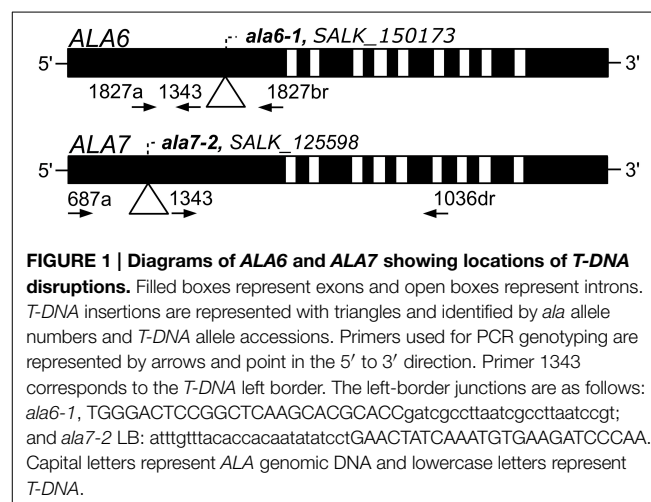 ALA6
ala6-1, SALK_150173
5′
3′
1827a
1343
1827br
ALA7
ala7-2, SALK_125598
5′
3′
687a
1343
1036dr
FIGURE 1 | Diagrams of ALA6 and ALA7 showing locations of T-DNA
disruptions. Filled boxes represent exons and open boxes represent introns.
T-DNA insertions are represented with triangles and identified by ala allele
numbers and T-DNA allele accessions. Primers used for PCR genotyping are
represented by arrows and point in the 5′ to 3′ direction. Primer 1343
corresponds to the T-DNA left border. The left-border junctions are as follows:
ala6-1, TGGGACTCCGGCTCAAGCACGCACCgatcgccttaatcgccttaatccgt;
and ala7-2 LB: atttgtttacaccacaatatatcctGAACTATCAAATGTGAAGATCCCAA.
Capital letters represent ALA genomic DNA and lowercase letters represent
T-DNA.